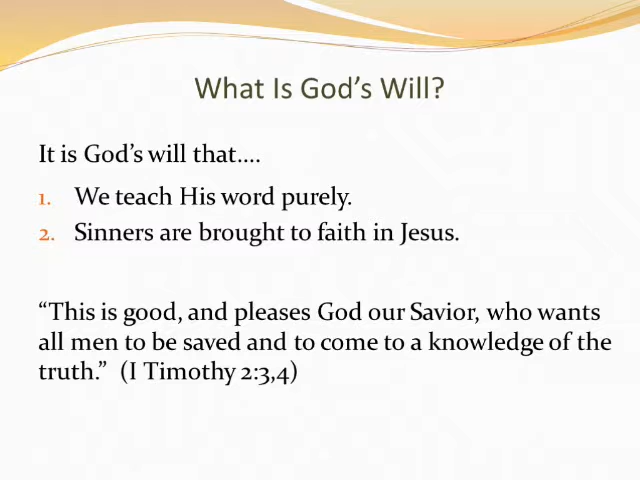 What Is God’s Will?
It is God’s will that….
1. We teach His word purely.
2. Sinners are brought to faith in Jesus.
“This is good, and pleases God our Savior, who wants
all men to be saved and to come to a knowledge of the
truth.” (I Timothy 2:3,4)